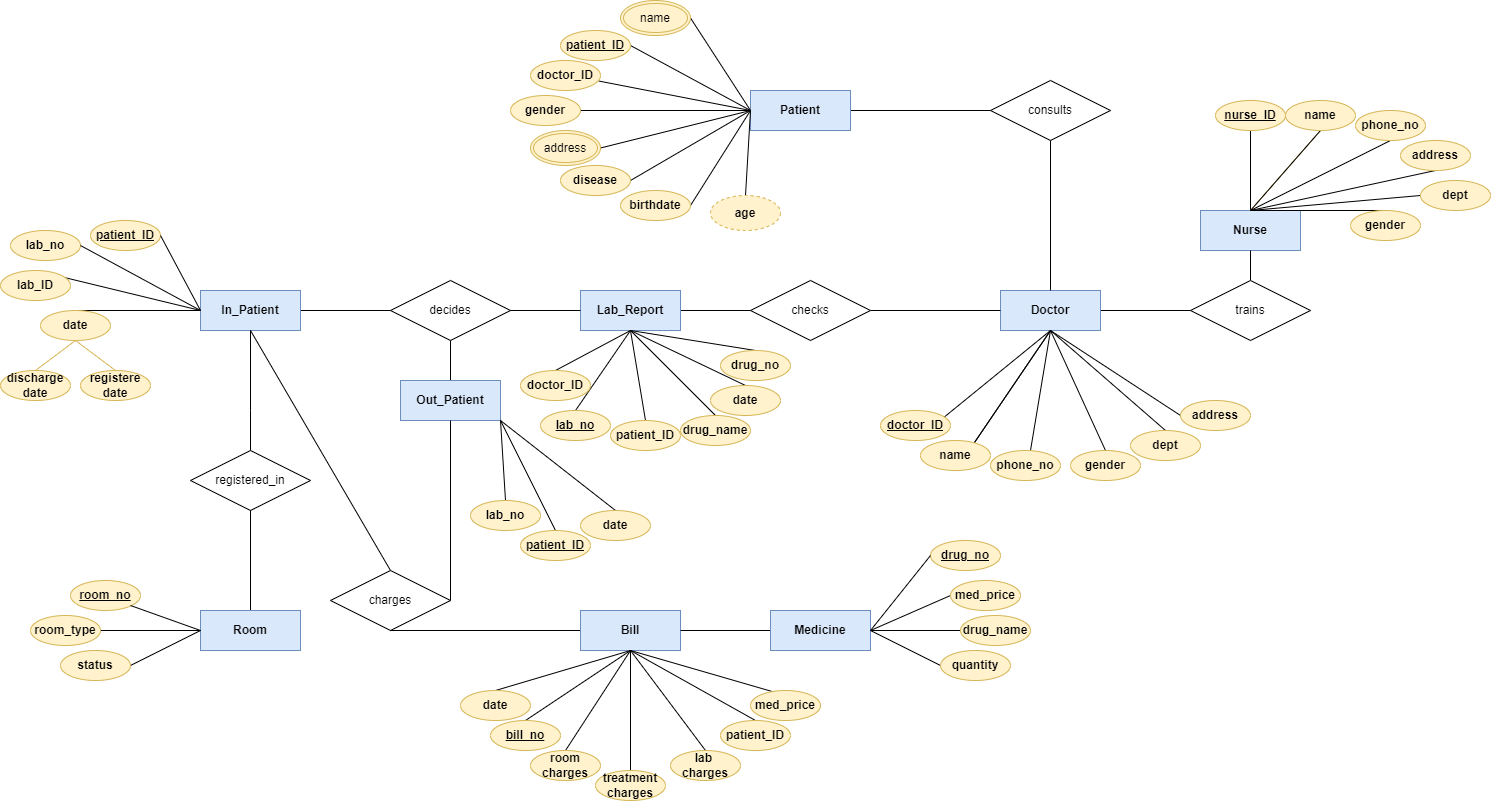 name
patient_ID
doctor_ID
gender
address
disease
birthdate
age
Patient
consults
nurse_ID
name
phone_no
address
dept
gender
Nurse
trains
patient_ID
lab_no
lab_ID
date
discharge
date
registere
date
In_Patient
decides
Lab_Report
checks
Doctor
Out_Patient
doctor_ID
lab_no
patient_ID
drug_name
date
drug_no
doctor_ID
name
phone_no
gender
dept
address
registered_in
lab_no
patient_ID
date
room_no
room_type
status
Room
charges
Bill
Medicine
drug_no
med_price
drug_name
quantity
date
bill_no
room
charges
treatment
charges
lab
charges
patient_ID
med_price